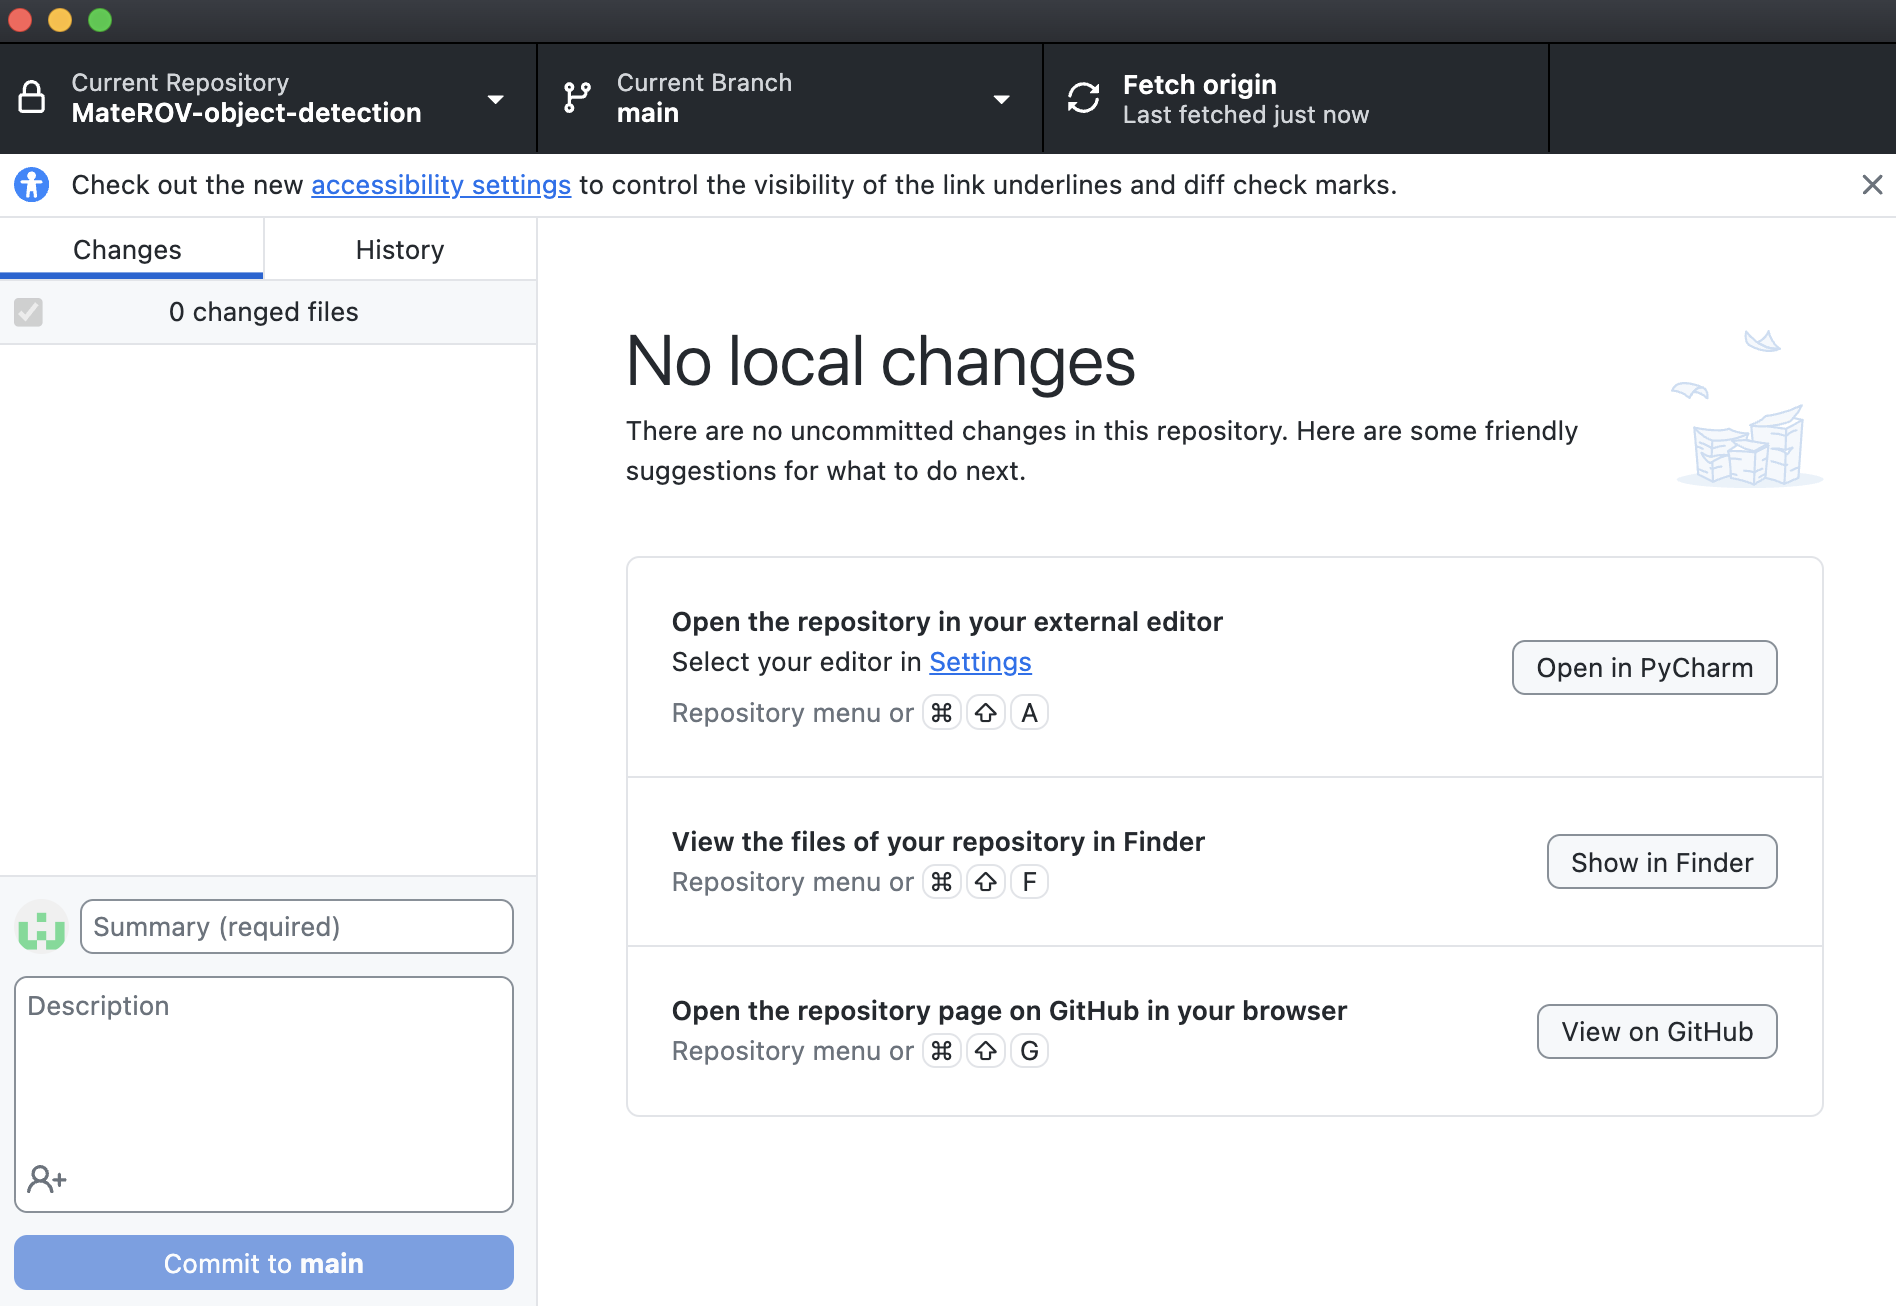 Current Repository
MateROV-object-detection
Current Branch
main
Fetch origin
Last fetched just now
Check out the new accessibility settings to control the visibility of the link underlines and diff check marks.
Changes
History
0 changed files
No local changes
There are no uncommitted changes in this repository. Here are some friendly
suggestions for what to do next.
Open the repository in your external editor
Select your editor in Settings
Repository menu or ⌘ ⇧ A
Open in PyCharm
View the files of your repository in Finder
Repository menu or ⌘ ⇧ F
Show in Finder
Open the repository page on GitHub in your browser
Repository menu or ⌘ ⇧ G
View on GitHub
Summary (required)
Description
Commit to main